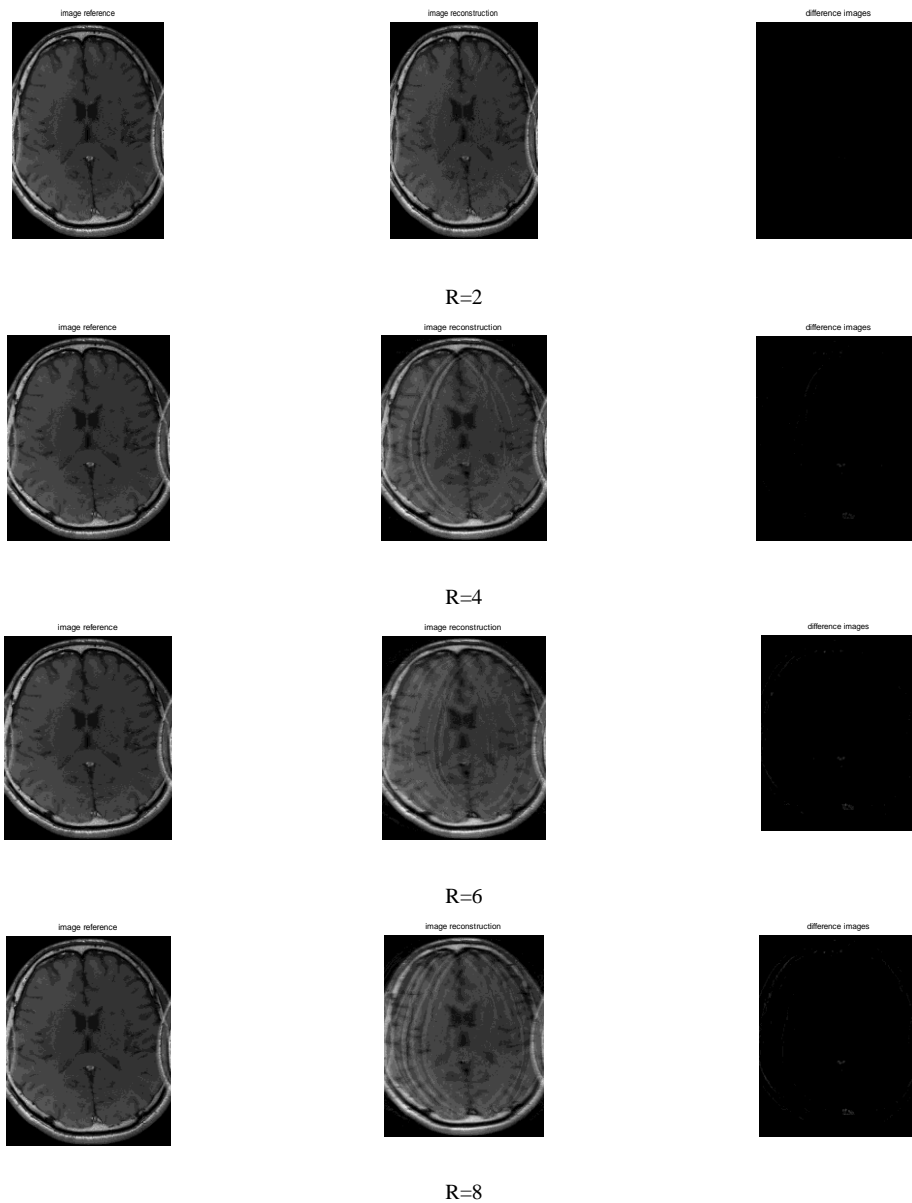 image reference
image reconstruction
difference images
R=2
image reference
image reconstruction
difference images
R=4
image reference
image reconstruction
difference images
R=6
image reference
image reconstruction
difference images
R=8